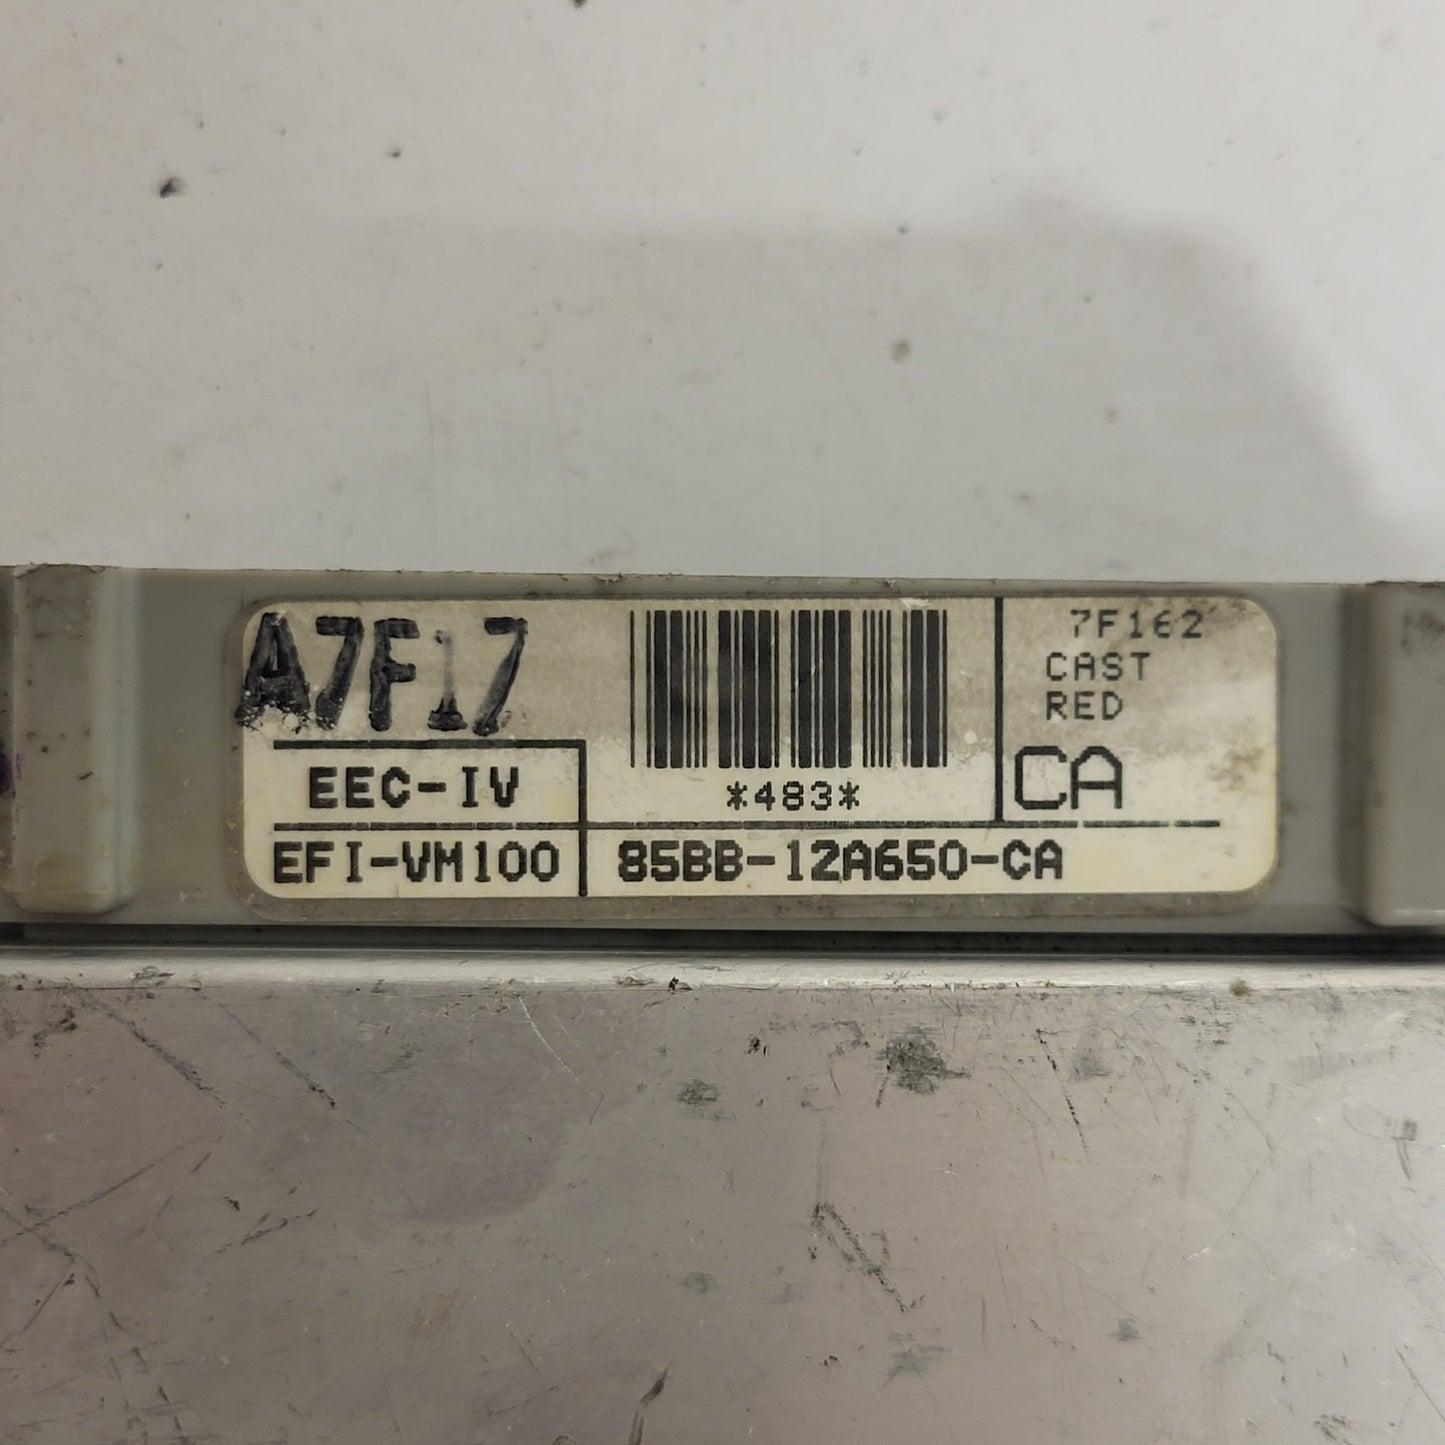 A7F17
7F162
CAST
RED
CA
EEC-IV
*483*
EFI-VM100
85BB-12A650-CA